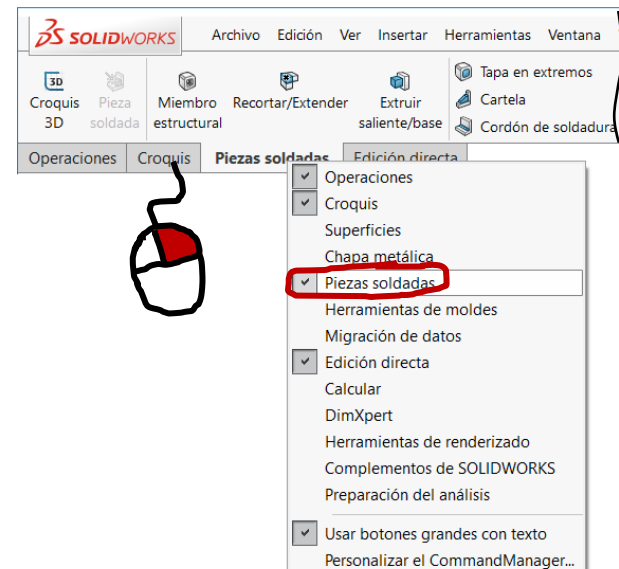 SOLIDWORKS Archivo Edición Ver Insertar Herramientas Ventana
3D
Croquis 3D
Pieza soldada
Miembro estructural
Recortar/Extender
Extruir saliente/base
Tapa en extremos
Cartela
Cordón de soldadura
Operaciones Croquis Piezas soldadas Edición directa
Operaciones
Croquis
Superficies
Chapa metálica
Piezas soldadas
Herramientas de moldes
Migración de datos
Edición directa
Calcular
DimXpert
Herramientas de renderizado
Complementos de SOLIDWORKS
Preparación del análisis
Usar botones grandes con texto
Personalizar el CommandManager...